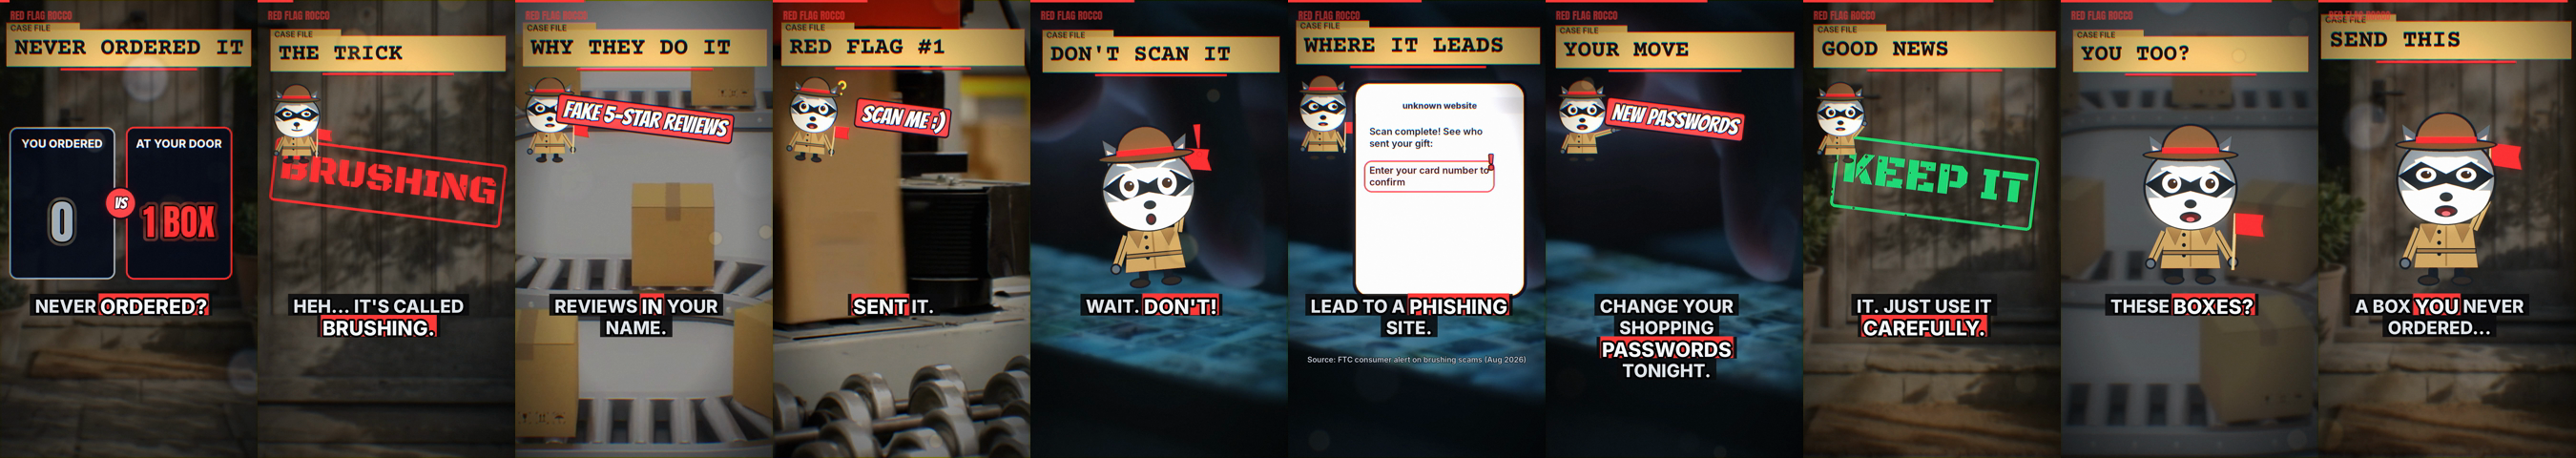 RED FLAG ROCCO
CASE FILE
NEVER ORDERED IT
YOU ORDERED
0
VS
AT YOUR DOOR
1 BOX
NEVER ORDERED?
RED FLAG ROCCO
CASE FILE
THE TRICK
BRUSHING
HEH... IT'S CALLED
BRUSHING.
RED FLAG ROCCO
CASE FILE
WHY THEY DO IT
FAKE 5-STAR REVIEWS
REVIEWS IN YOUR
NAME.
RED FLAG ROCCO
CASE FILE
RED FLAG #1
?
SCAN ME :)
SENT IT.
RED FLAG ROCCO
CASE FILE
DON'T SCAN IT
!
WAIT. DON'T!
RED FLAG ROCCO
CASE FILE
WHERE IT LEADS
unknown website
Scan complete! See who
sent your gift:
Enter your card number to
confirm
!
LEAD TO A PHISHING
SITE.
Source: FTC consumer alert on brushing scams (Aug 2026)
RED FLAG ROCCO
CASE FILE
YOUR MOVE
NEW PASSWORDS
CHANGE YOUR
SHOPPING
PASSWORDS
TONIGHT.
RED FLAG ROCCO
CASE FILE
GOOD NEWS
KEEP IT
IT. JUST USE IT
CAREFULLY.
RED FLAG ROCCO
CASE FILE
YOU TOO?
THESE BOXES?
RED FLAG ROCCO
CASE FILE
SEND THIS
A BOX YOU NEVER
ORDERED...